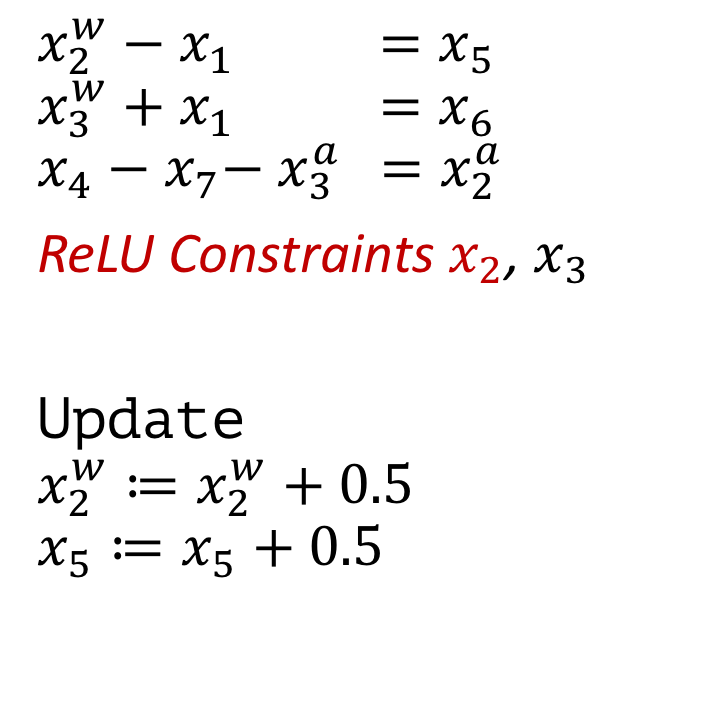 x₂ʷ − x₁ = x₅
x₃ʷ + x₁ = x₆
x₄ − x₇ − x₃ᵃ = x₂ᵃ
ReLU Constraints x₂, x₃
Update
x₂ʷ ≔ x₂ʷ + 0.5
x₅ ≔ x₅ + 0.5